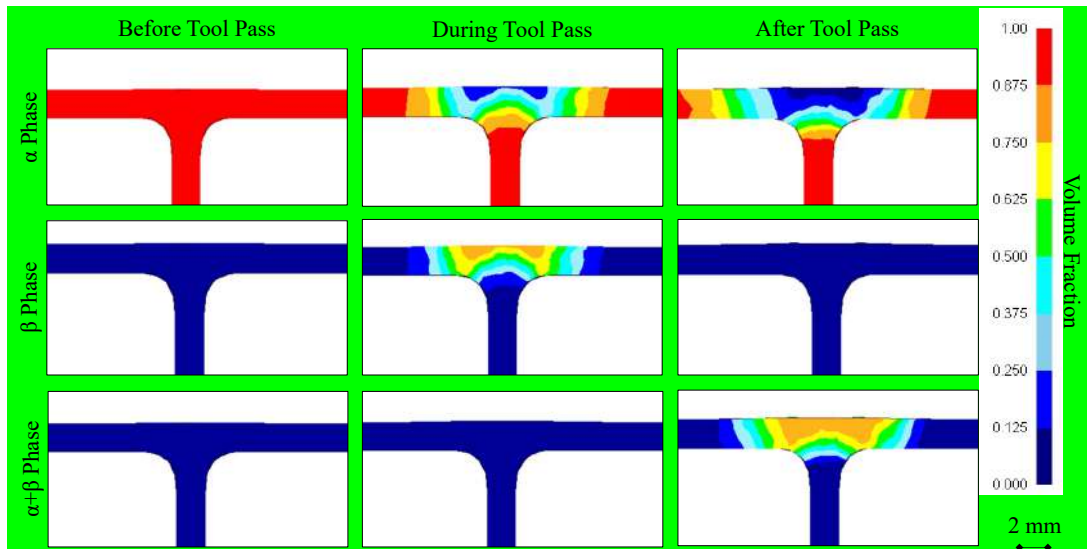 Before Tool Pass
During Tool Pass
After Tool Pass
α Phase
β Phase
α+β Phase
1.00
0.875
0.750
0.625
0.500
0.375
0.250
0.125
0.000
Volume Fraction
2 mm